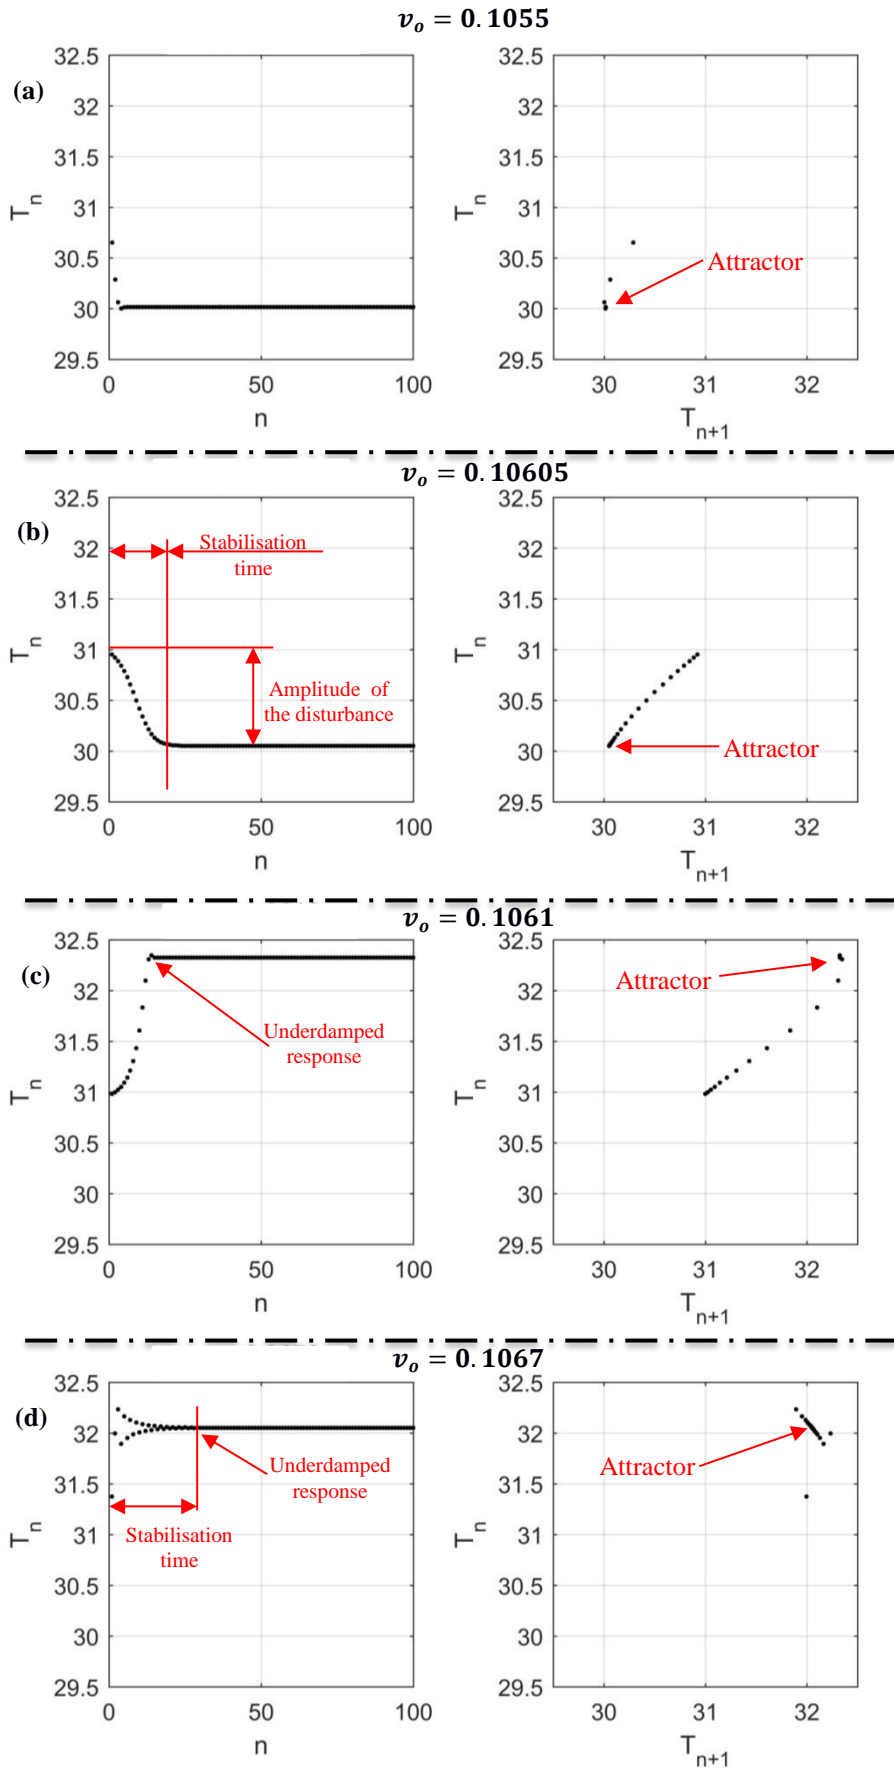 v_o = 0.1055
(a)
32.5
32
31.5
31
30.5
30
29.5
T_n
0
50
100
n
32.5
32
31.5
31
30.5
30
29.5
T_n
Attractor
30
31
32
T_{n+1}
v_o = 0.10605
(b)
32.5
32
31.5
31
30.5
30
29.5
T_n
Stabilisation
time
Amplitude of
the disturbance
0
50
100
n
32.5
32
31.5
31
30.5
30
29.5
T_n
Attractor
30
31
32
T_{n+1}
v_o = 0.1061
(c)
32.5
32
31.5
31
30.5
30
29.5
T_n
Underdamped
response
0
50
100
n
32.5
32
31.5
31
30.5
30
29.5
T_n
Attractor
30
31
32
T_{n+1}
v_o = 0.1067
(d)
32.5
32
31.5
31
30.5
30
29.5
T_n
Underdamped
response
Stabilisation
time
0
50
100
n
32.5
32
31.5
31
30.5
30
29.5
T_n
Attractor
30
31
32
T_{n+1}